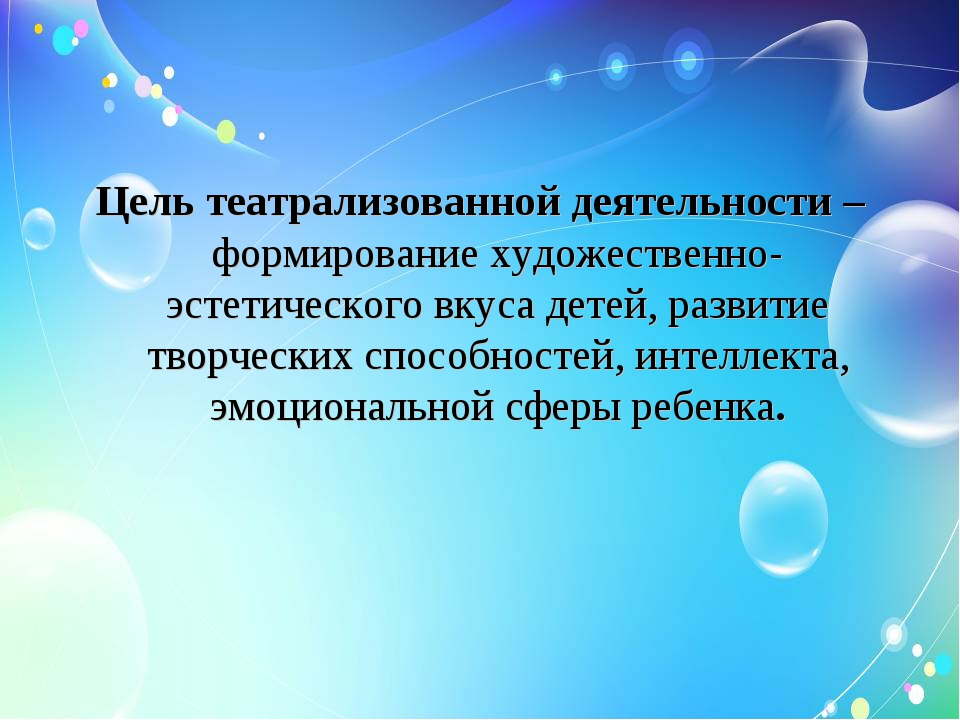 Цель театрализованной деятельности –
формирование художественно-
эстетического вкуса детей, развитие
творческих способностей, интеллекта,
эмоциональной сферы ребенка.